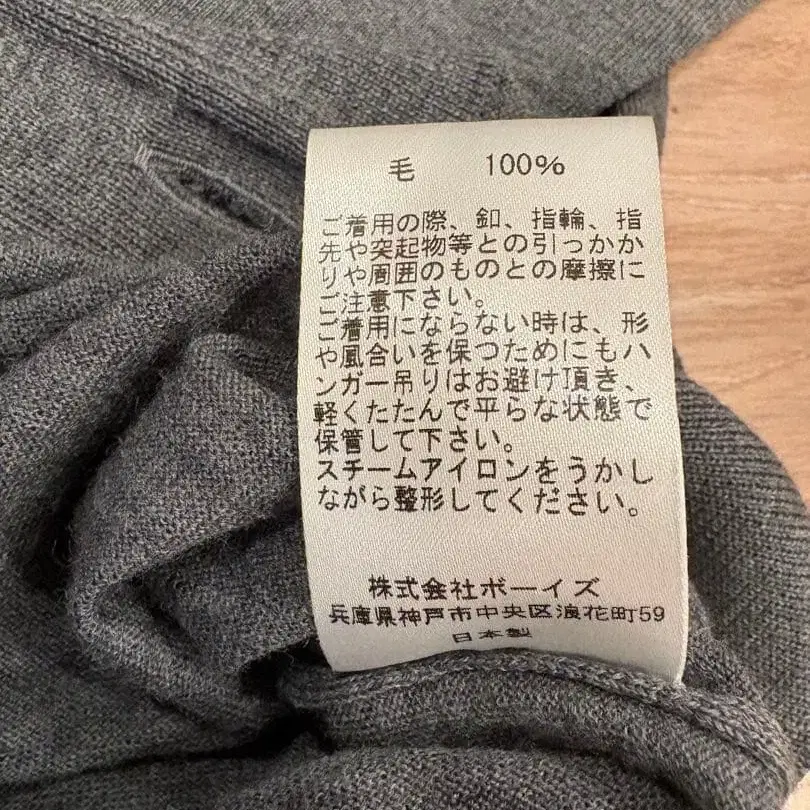 毛 100%
ご着用の際、釦、指輪、指
先や突起物等との引っかか
りや周囲のものとの摩擦に
ご注意下さい。
ご着用にならない時は、形
や風合いを保つためにもハ
ンガー吊りはお避け頂き、
軽くたたんで平らな状態で
保管して下さい。
スチームアイロンをうかし
ながら整形してください。
株式会社ボーイズ
兵庫県神戸市中央区浪花町59
日本製